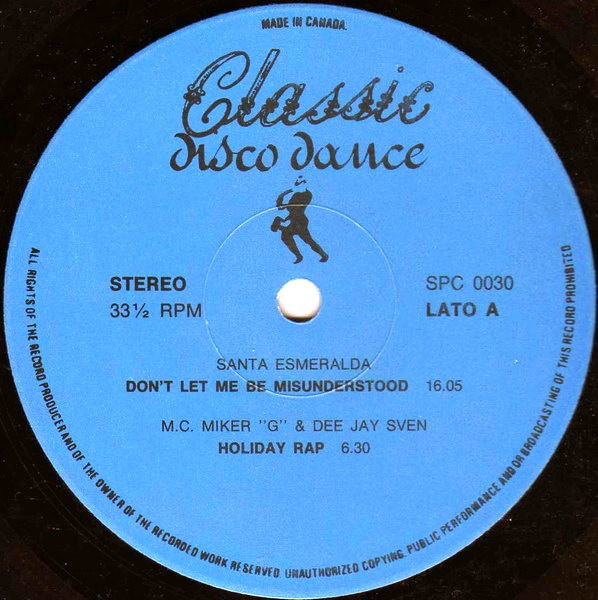 MADE IN CANADA.
Classic
disco dance
STEREO
33½ RPM
SPC 0030
LATO A
SANTA ESMERALDA
DON'T LET ME BE MISUNDERSTOOD 16.05
M.C. MIKER "G" & DEE JAY SVEN
HOLIDAY RAP 6.30
ALL RIGHTS OF THE RECORD PRODUCER AND OF THE OWNER OF THE RECORDED WORK RESERVED. UNAUTHORIZED COPYING, PUBLIC PERFORMANCE AND/OR BROADCASTING OF THIS RECORD PROHIBITED